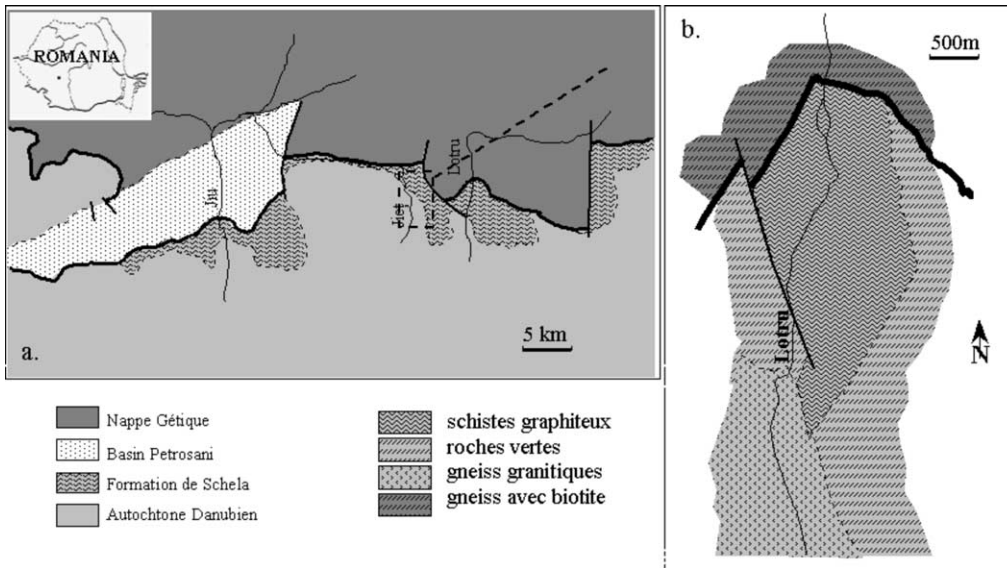 a.
ROMANIA
Jiu
Jiet
Lotru
5 km
a.
Nappe Gétique
Basin Petrosani
Formation de Schela
Autochtone Danubien
schistes graphiteux
roches vertes
gneiss granitiques
gneiss avec biotite
b.
500m
Lotru
N